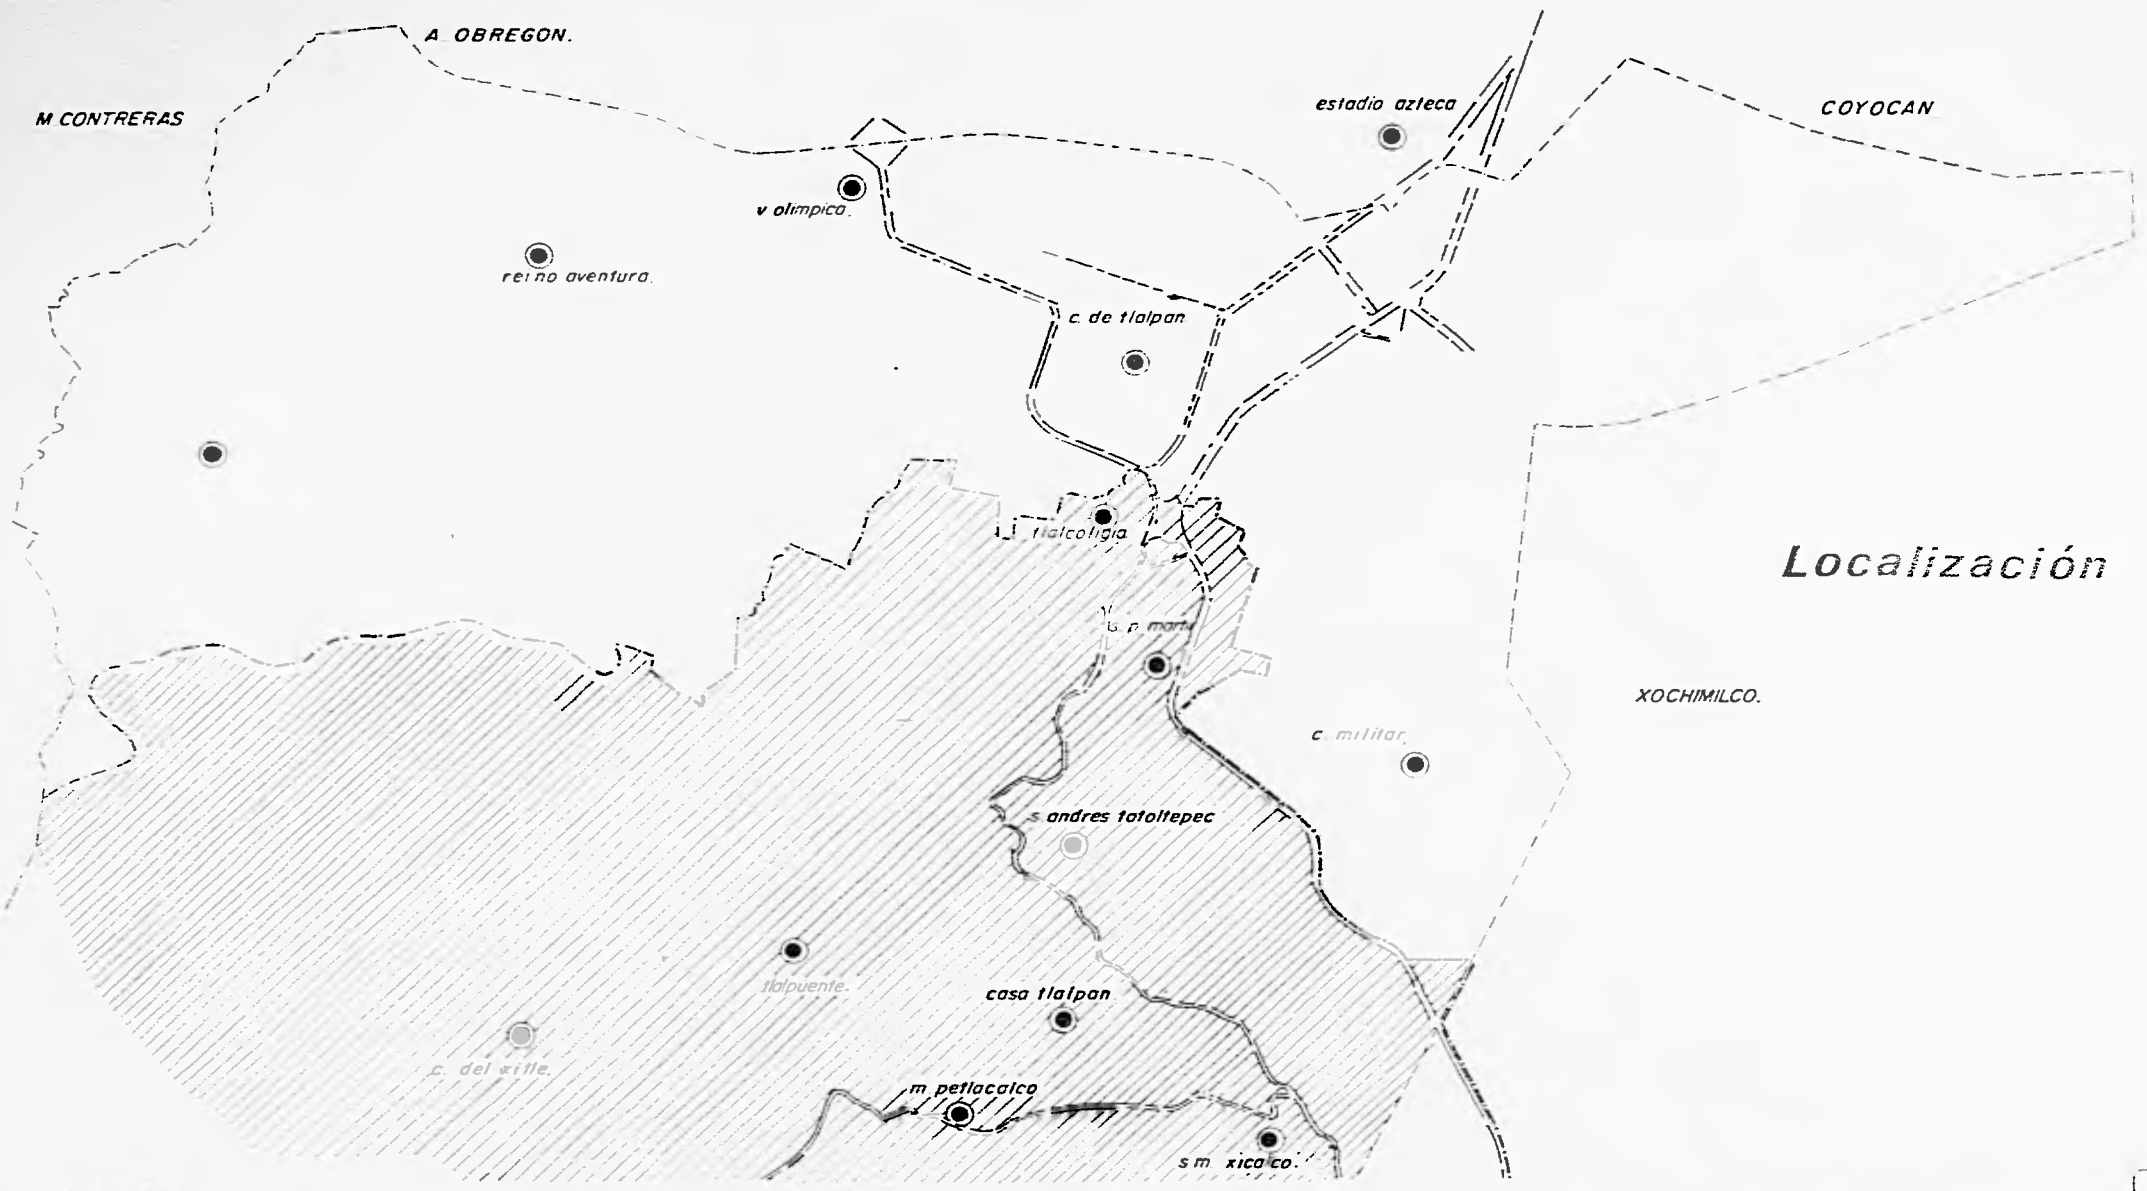 A. OBREGON.
M. CONTRERAS
estadio azteca
COYOCAN
v olimpica.
reino aventura.
c. de tlalpan
tlalcoligia
Localización
s. p. martir
XOCHIMILCO.
c. militar.
s. andres totoltepec
tlalpuente.
casa tlalpan
c. del xitle.
m petlacalco
s m xicalco.